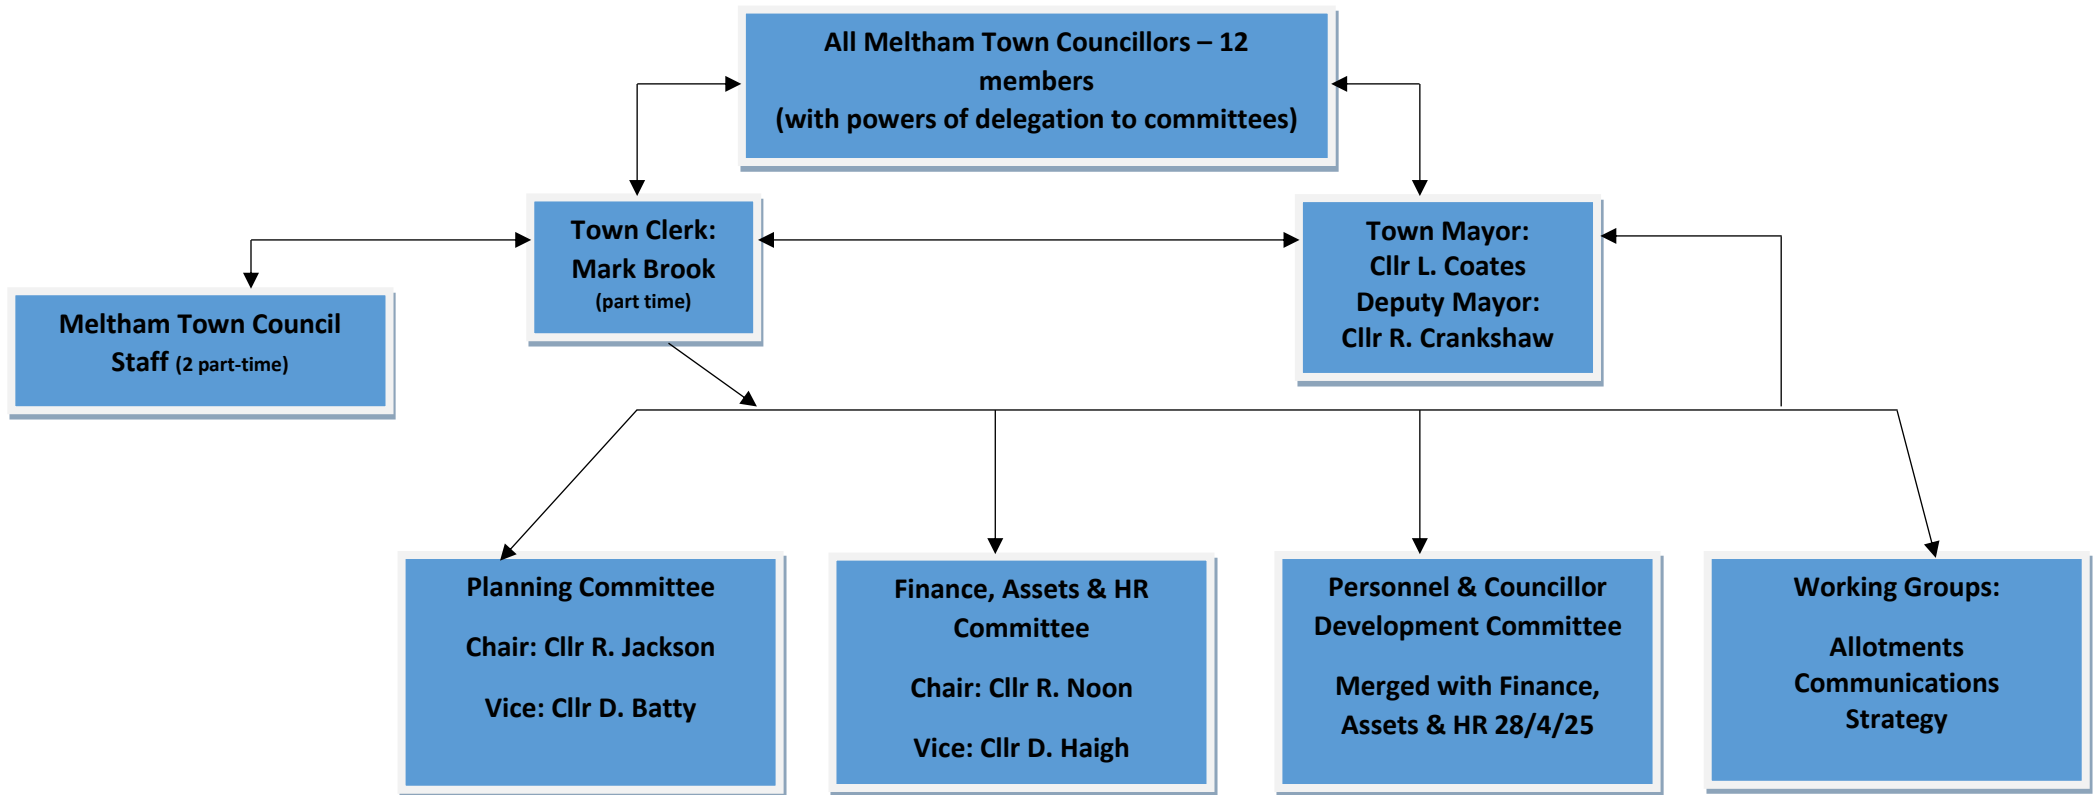 All Meltham Town Councillors – 12
members
(with powers of delegation to committees)
Town Clerk:
Mark Brook
(part time)
Town Mayor:
Cllr L. Coates
Deputy Mayor:
Cllr R. Crankshaw
Meltham Town Council
Staff (2 part-time)
Planning Committee
Chair: Cllr R. Jackson
Vice: Cllr D. Batty
Finance, Assets & HR
Committee
Chair: Cllr R. Noon
Vice: Cllr D. Haigh
Personnel & Councillor
Development Committee
Merged with Finance,
Assets & HR 28/4/25
Working Groups:
Allotments
Communications
Strategy